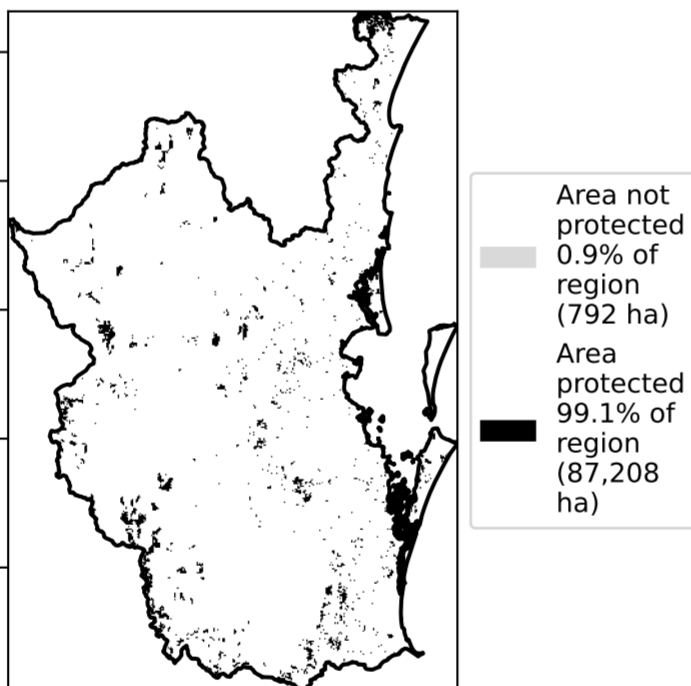 Area not
protected
0.9% of
region
(792 ha)
Area
protected
99.1% of
region
(87,208
ha)